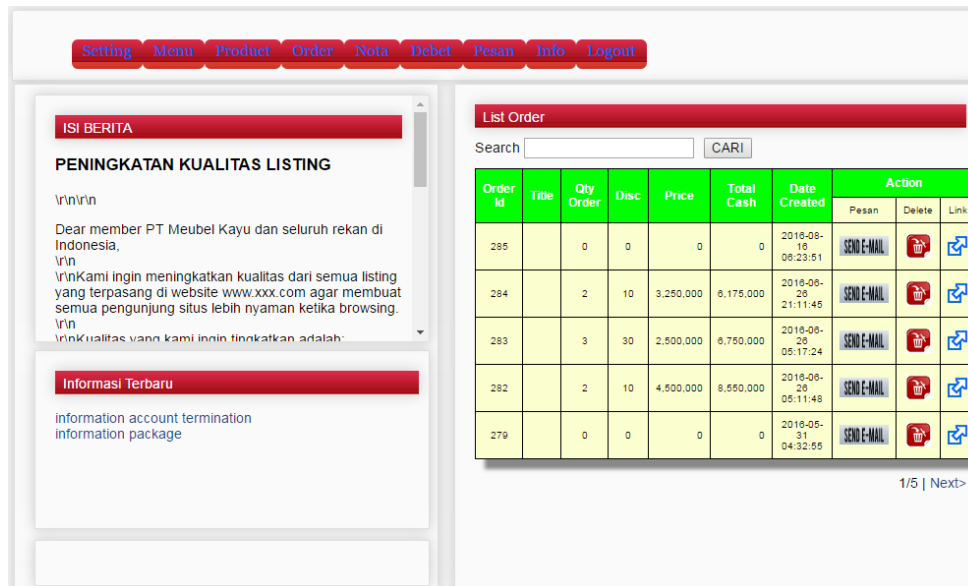 Setting Menu Product Order Nota Debet Pesan Info Logout
ISI BERITA
PENINGKATAN KUALITAS LISTING
\r\n\r\n
Dear member PT Meubel Kayu dan seluruh rekan di
Indonesia,
\r\n
\r\nKami ingin meningkatkan kualitas dari semua listing
yang terpasang di website www.xxx.com agar membuat
semua pengunjung situs lebih nyaman ketika browsing.
\r\n
\r\nKualitas yang kami ingin tingkatkan adalah:
Informasi Terbaru
information account termination
information package
List Order
Search CARI
Order Id Title Qty Order Disc Price Total Cash Date Created Action
Pesan Delete Link
285 0 0 0 0 2016-08-16 06:23:51 SEND E-MAIL
284 2 10 3,250,000 6,175,000 2016-06-26 21:11:45 SEND E-MAIL
283 3 30 2,500,000 6,750,000 2016-06-26 05:17:24 SEND E-MAIL
282 2 10 4,500,000 8,550,000 2016-06-26 05:11:48 SEND E-MAIL
279 0 0 0 0 2016-05-31 04:32:55 SEND E-MAIL
1/5 | Next>